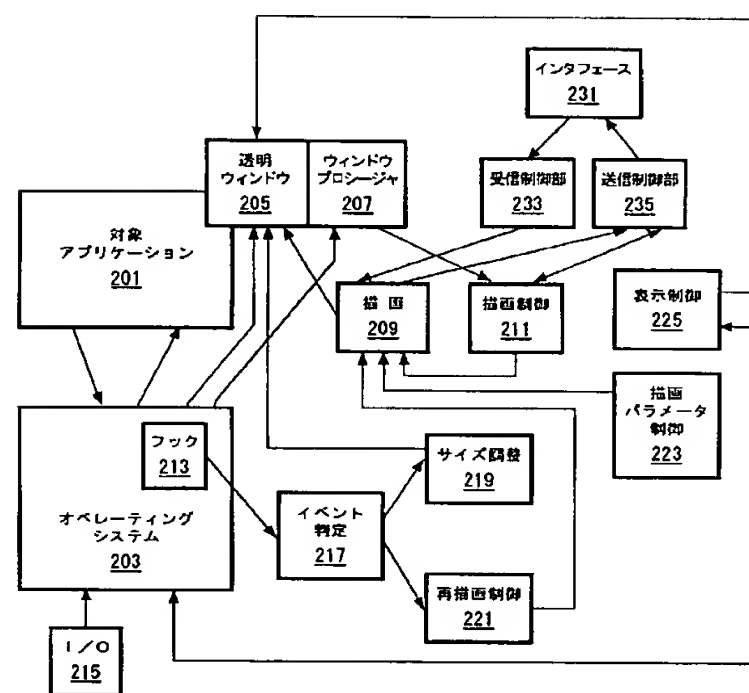 インタフェース
231
透明
ウィンドウ
205
ウィンドウ
プロシージャ
207
受信制御部
233
送信制御部
235
対象
アプリケーション
201
描画
209
描画制御
211
表示制御
225
描画
パラメータ
制御
223
フック
213
サイズ調整
219
オペレーティング
システム
203
イベント
判定
217
再描画制御
221
I/O
215